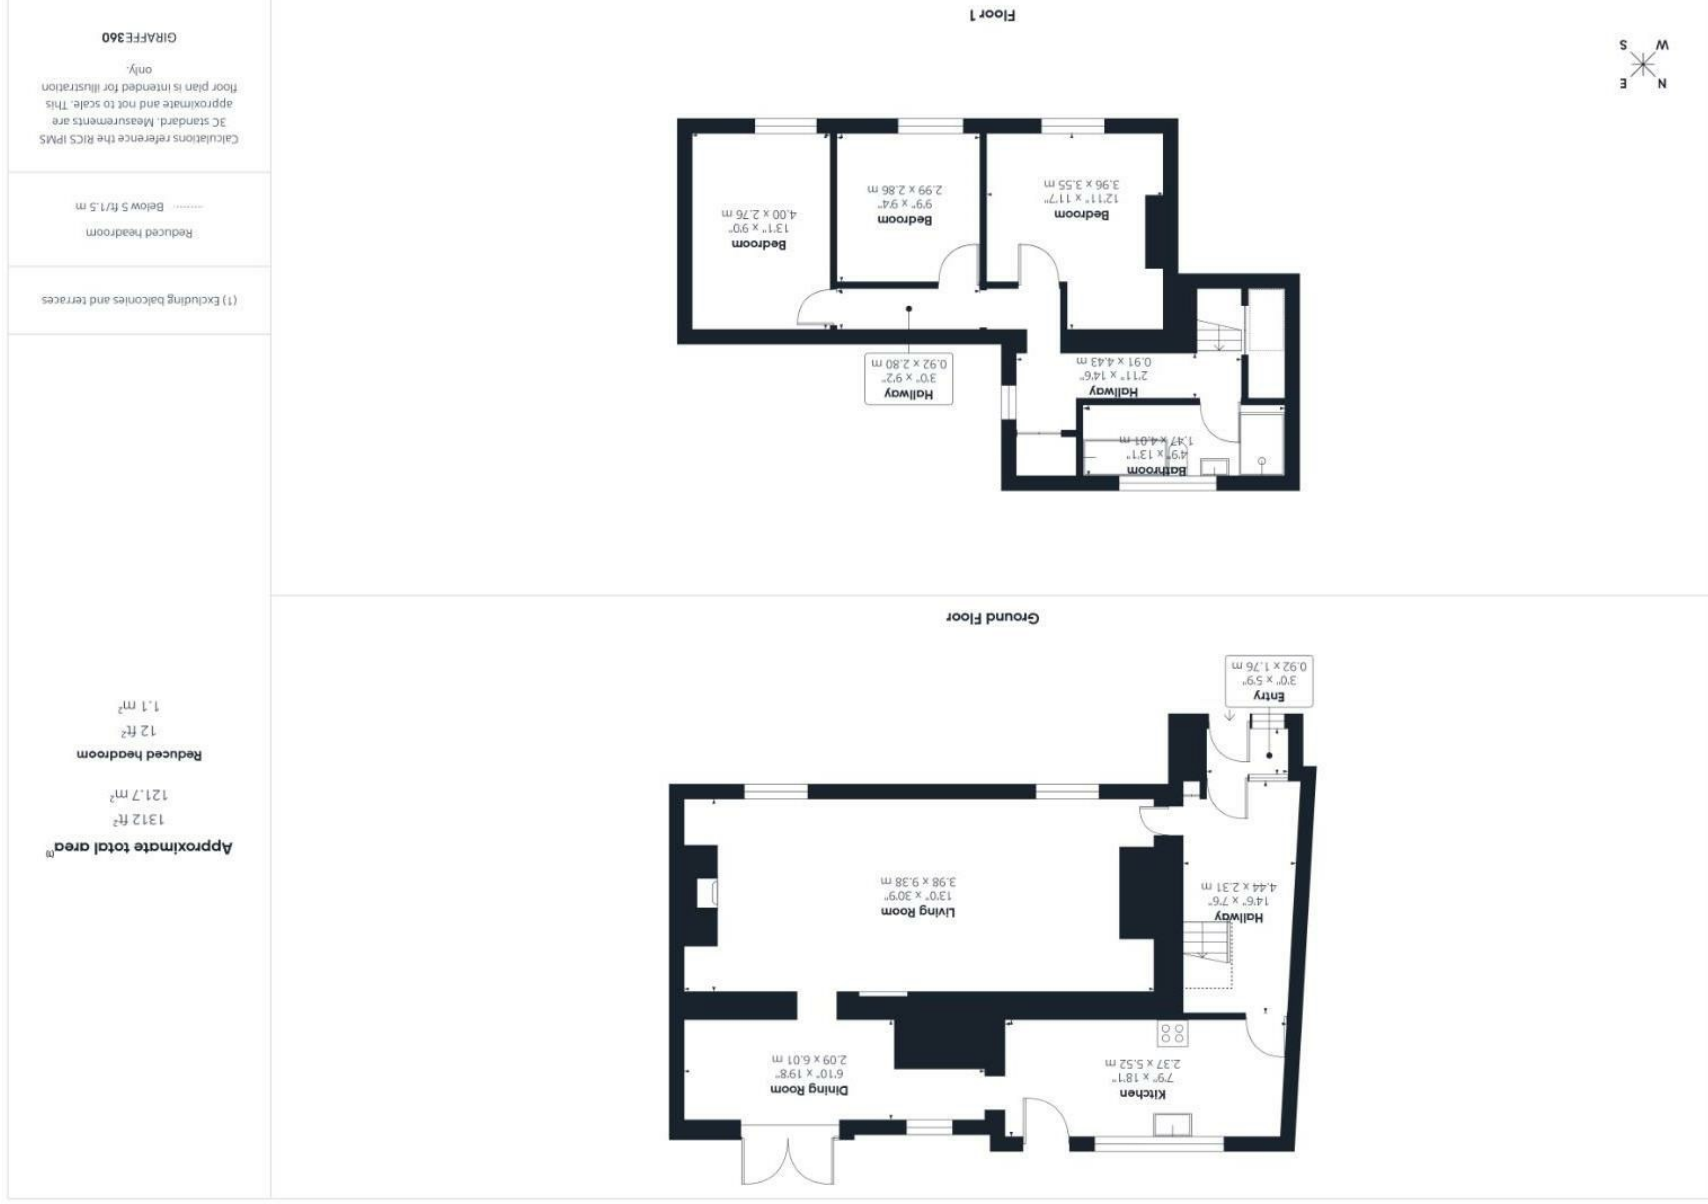 Kitchen
7'9" x 18'1"
2.37 x 5.52 m
Dining Room
6'10" x 19'8"
2.09 x 6.01 m
Hallway
14'6" x 7'6"
4.44 x 2.31 m
Living Room
13'0" x 30'9"
3.98 x 9.38 m
Entry
3'0" x 5'9"
0.92 x 1.76 m
Ground Floor
Bathroom
4'9" x 13'1"
1.47 x 4.01 m
Hallway
2'11" x 14'6"
0.91 x 4.43 m
Hallway
3'0" x 9'2"
0.92 x 2.80 m
Bedroom
12'11" x 11'7"
3.96 x 3.55 m
Bedroom
9'9" x 9'4"
2.99 x 2.86 m
Bedroom
13'1" x 9'0"
4.00 x 2.76 m
N E
W S
Floor 1
Approximate total area(1)
1312 ft²
121.7 m²
Reduced headroom
12 ft²
1.1 m²
(1) Excluding balconies and terraces
Reduced headroom
Below 5 ft/1.5 m
Calculations reference the RICS IPMS
3C standard. Measurements are
approximate and not to scale. This
floor plan is intended for illustration
only.
GIRAFFE360